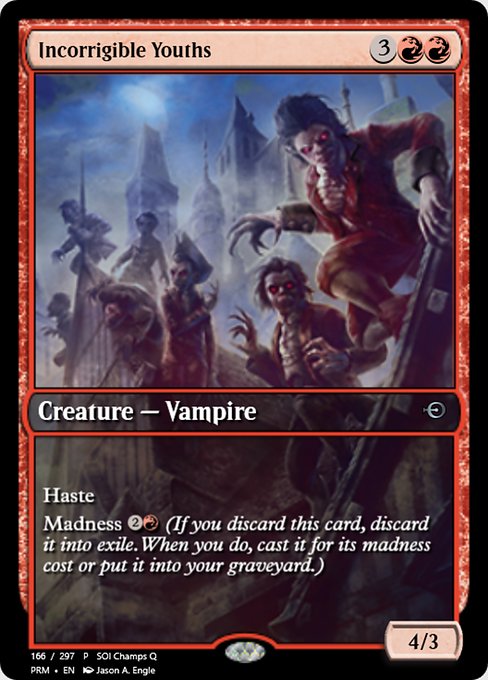 Incorrigible Youths 3
Creature — Vampire
Haste
Madness 2 (If you discard this card, discard
it into exile. When you do, cast it for its madness
cost or put it into your graveyard.)
4/3
166 / 297 P SOI Champs Q
PRM • EN Jason A. Engle